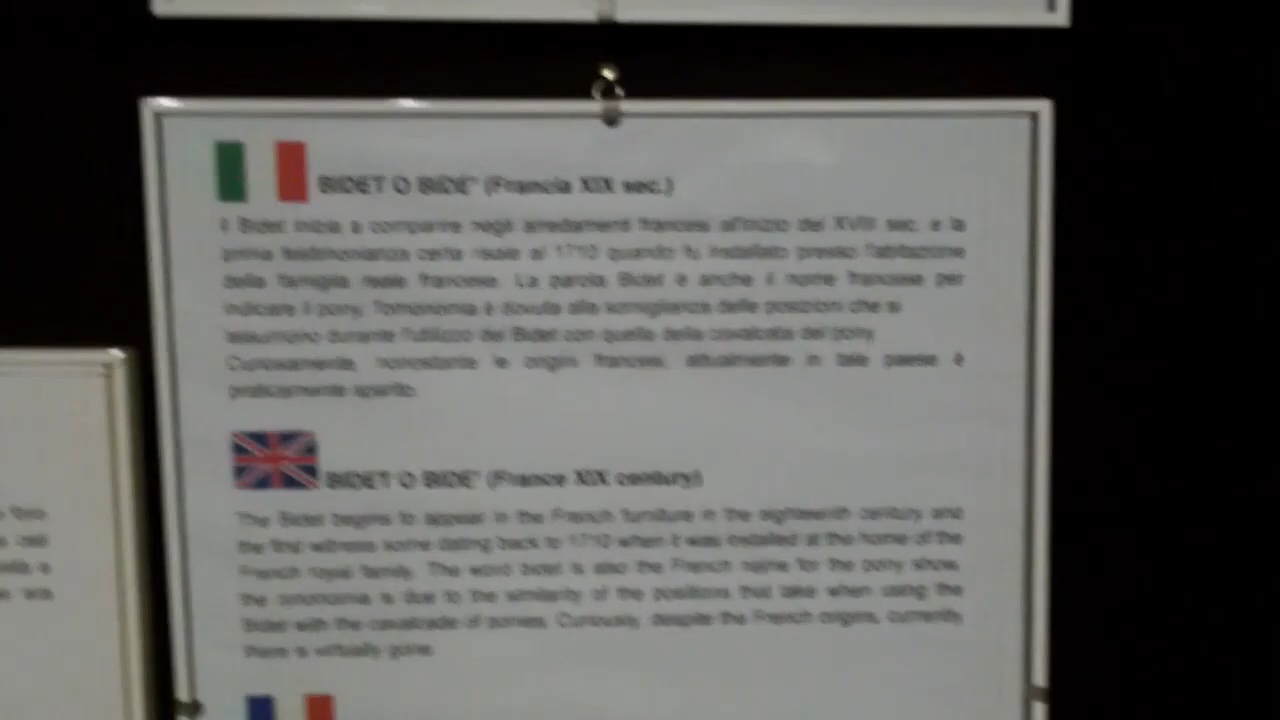 BIDET O BIDE' (Francia XIX sec.)
Il Bidet inizia a comparire negli arredamenti francesi all'inizio del XVIII sec. e la
prima testimonianza certa risale al 1710 quando fu installato presso l'abitazione
della famiglia reale francese. La parola Bidet è anche il nome francese per
indicare il pony, l'omonomia è dovuta alla somiglianza delle posizioni che si
assumono durante l'utilizzo del Bidet con quella della cavalcata del pony.
Curiosamente, nonostante le origini francesi, attualmente in tale paese è
praticamente sparito.
BIDET O BIDE' (France XIX century)
The Bidet begins to appear in the French furniture in the eighteenth century and
the first witness some dating back to 1710 when it was installed at the home of the
French royal family. The word bidet is also the French name for the pony show,
the omonomia is due to the similarity of the positions that take when using the
Bidet with the cavalcade of ponies. Curiously, despite the French origins, currently
there is virtually gone.